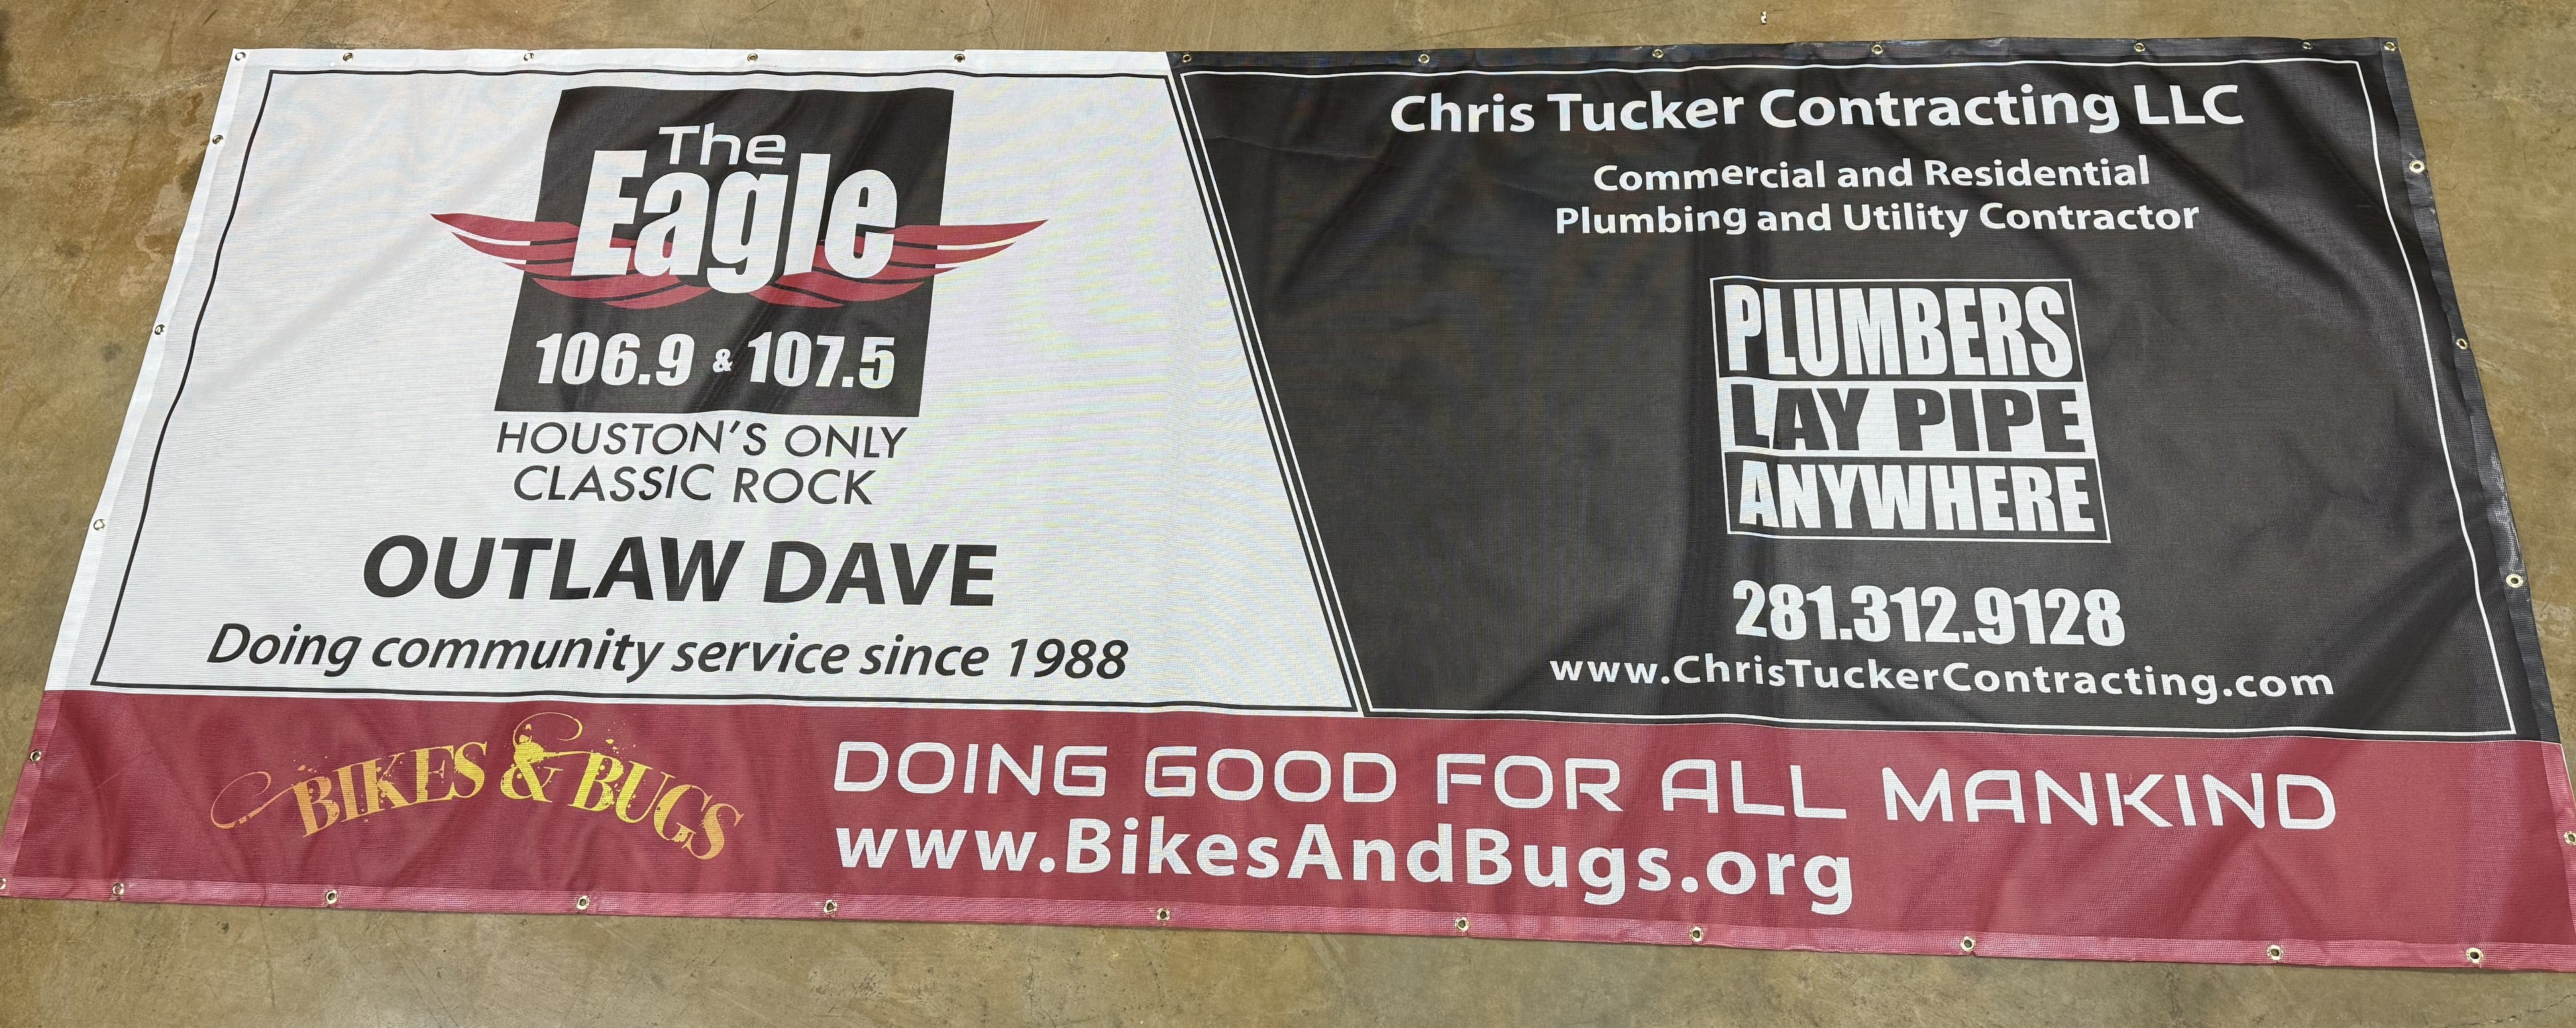 The
Eagle
106.9 & 107.5
HOUSTON'S ONLY
CLASSIC ROCK
OUTLAW DAVE
Doing community service since 1988
Chris Tucker Contracting LLC
Commercial and Residential
Plumbing and Utility Contractor
PLUMBERS
LAY PIPE
ANYWHERE
281.312.9128
www.ChrisTuckerContracting.com
BIKES & BUGS
DOING GOOD FOR ALL MANKIND
www.BikesAndBugs.org